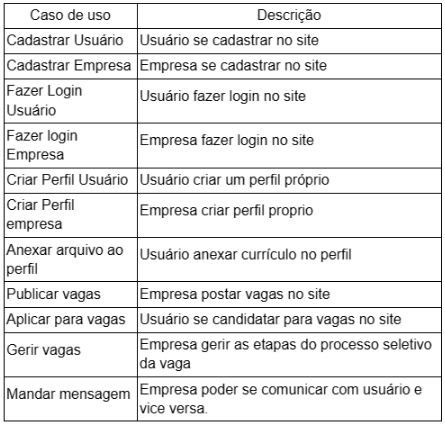 Caso de uso Descrição
Cadastrar Usuário Usuário se cadastrar no site
Cadastrar Empresa Empresa se cadastrar no site
Fazer Login
Usuário
Usuário fazer login no site
Fazer login
Empresa
Empresa fazer login no site
Criar Perfil Usuário Usuário criar um perfil próprio
Criar Perfil
empresa
Empresa criar perfil proprio
Anexar arquivo ao
perfil
Usuário anexar currículo no perfil
Publicar vagas Empresa postar vagas no site
Aplicar para vagas Usuário se candidatar para vagas no site
Gerir vagas
Empresa gerir as etapas do processo seletivo
da vaga
Mandar mensagem
Empresa poder se comunicar com usuário e
vice versa.